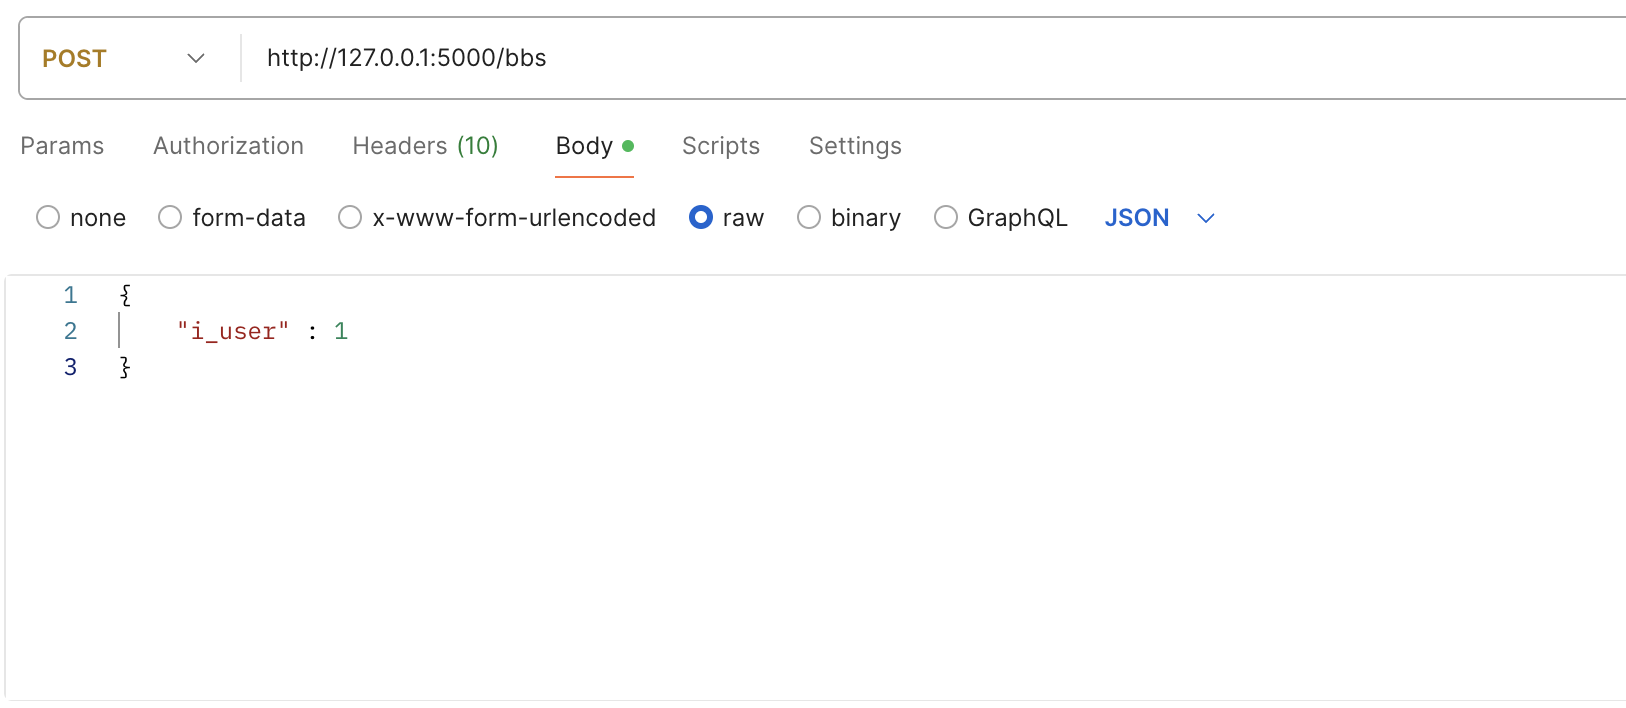 POST http://127.0.0.1:5000/bbs
Params Authorization Headers (10) Body Scripts Settings
none form-data x-www-form-urlencoded raw binary GraphQL JSON
1 {
2 "i_user" : 1
3 }